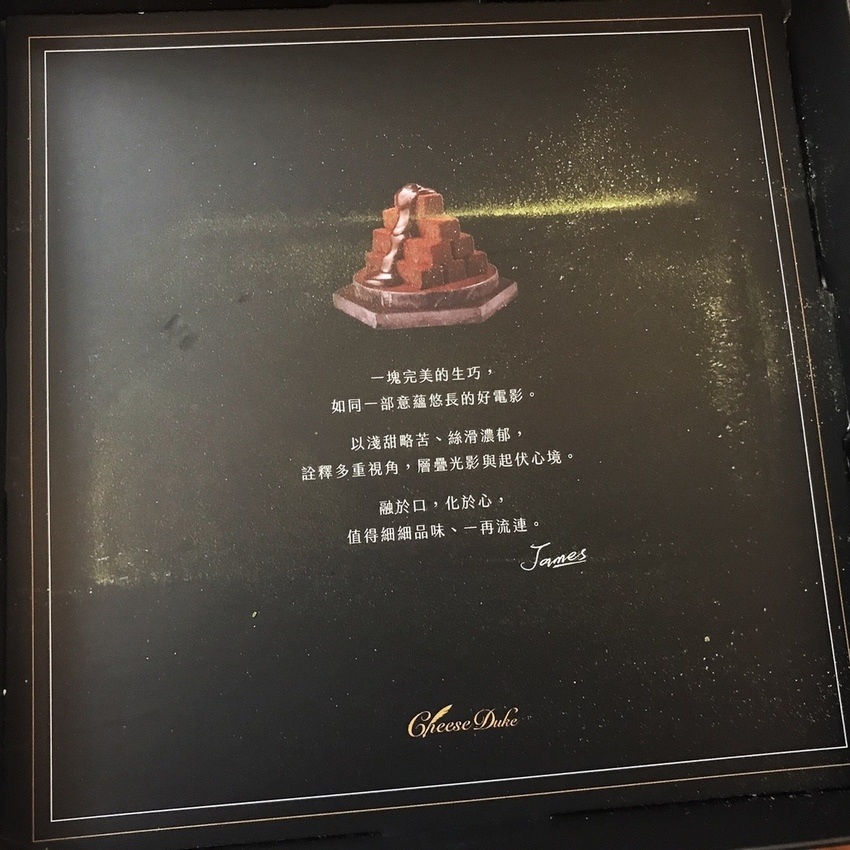 一塊完美的生巧，
如同一部意蘊悠長的好電影。
以淺甜略苦、絲滑濃郁，
詮釋多重視角，層疊光影與起伏心境。
融於口，化於心，
值得細細品味、一再流連。
James
Cheese Duke